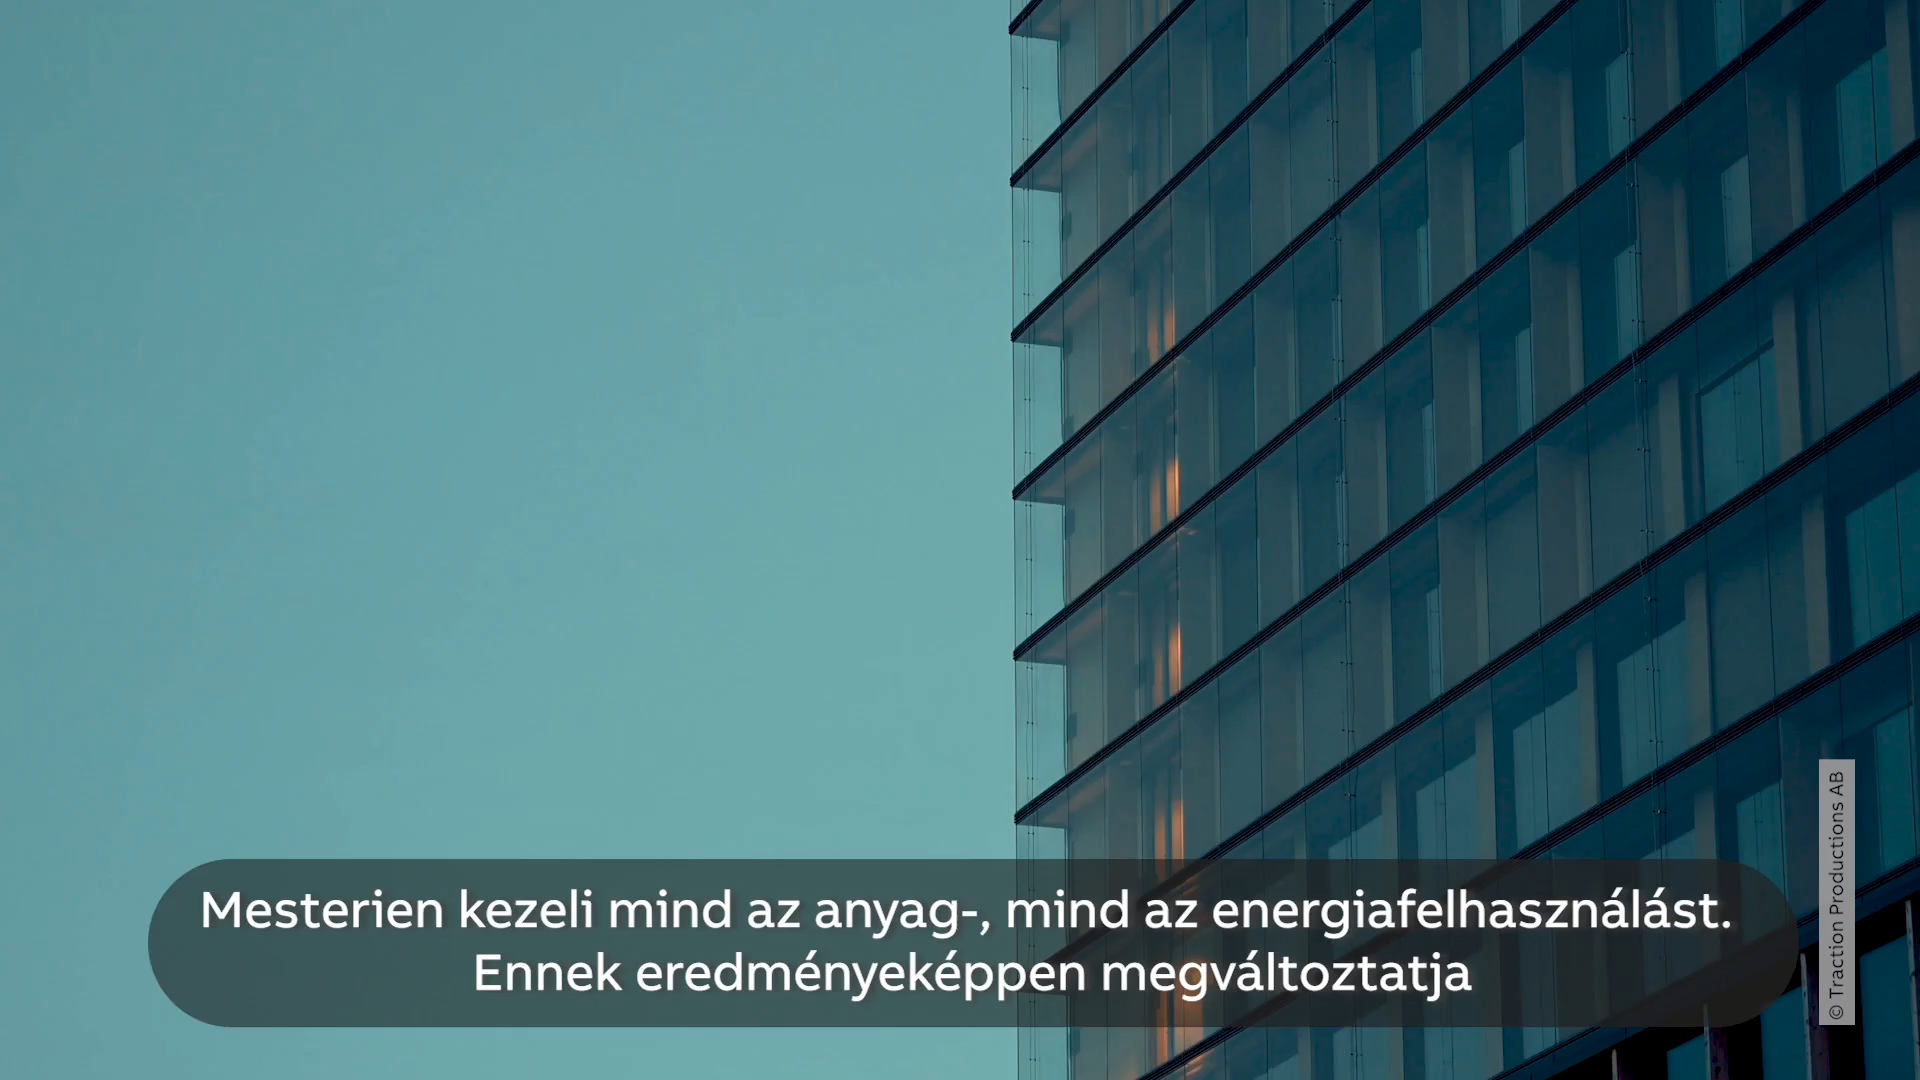 Mesterien kezeli mind az anyag-, mind az energiafelhasználást.
Ennek eredményeképpen megváltoztatja
© Traction Productions AB